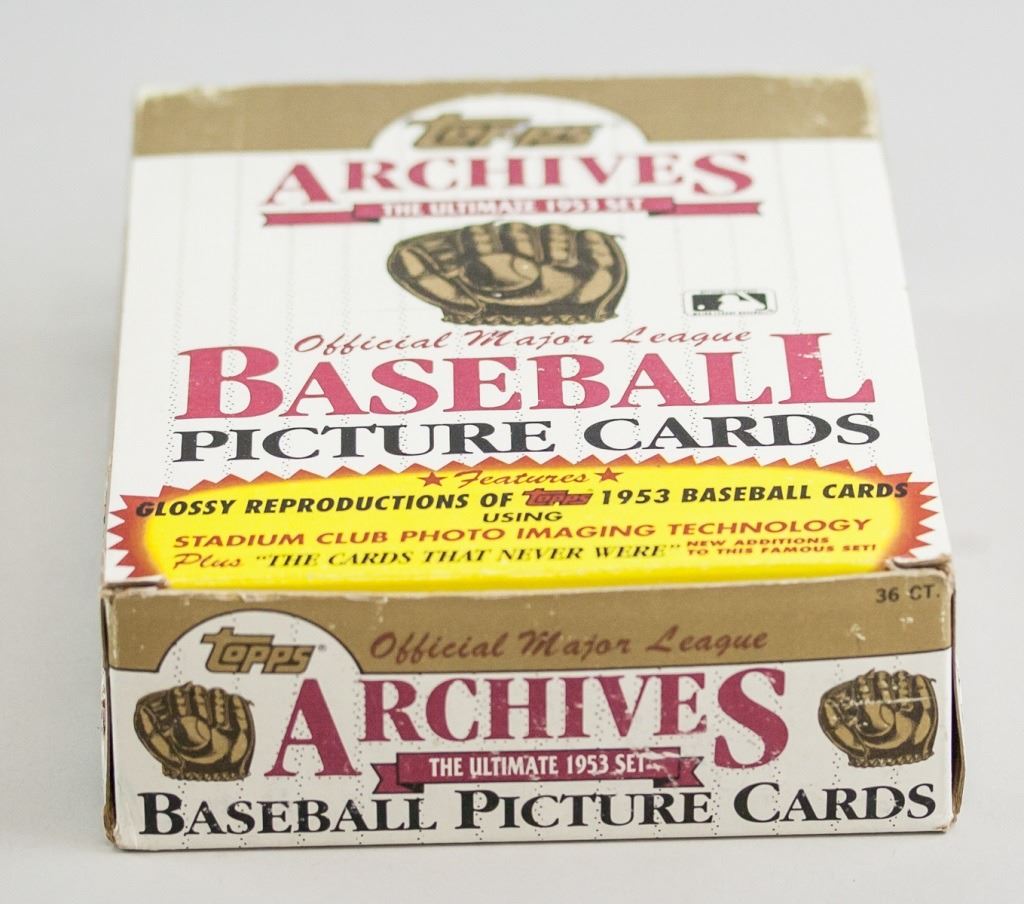 Topps
ARCHIVES
THE ULTIMATE 1953 SET
Official Major League
BASEBALL
PICTURE CARDS
Features
GLOSSY REPRODUCTIONS OF Topps 1953 BASEBALL CARDS
USING
STADIUM CLUB PHOTO IMAGING TECHNOLOGY
Plus "THE CARDS THAT NEVER WERE" NEW ADDITIONS
TO THIS FAMOUS SET!
36 CT.
Topps® Official Major League
ARCHIVES
THE ULTIMATE 1953 SET
BASEBALL PICTURE CARDS